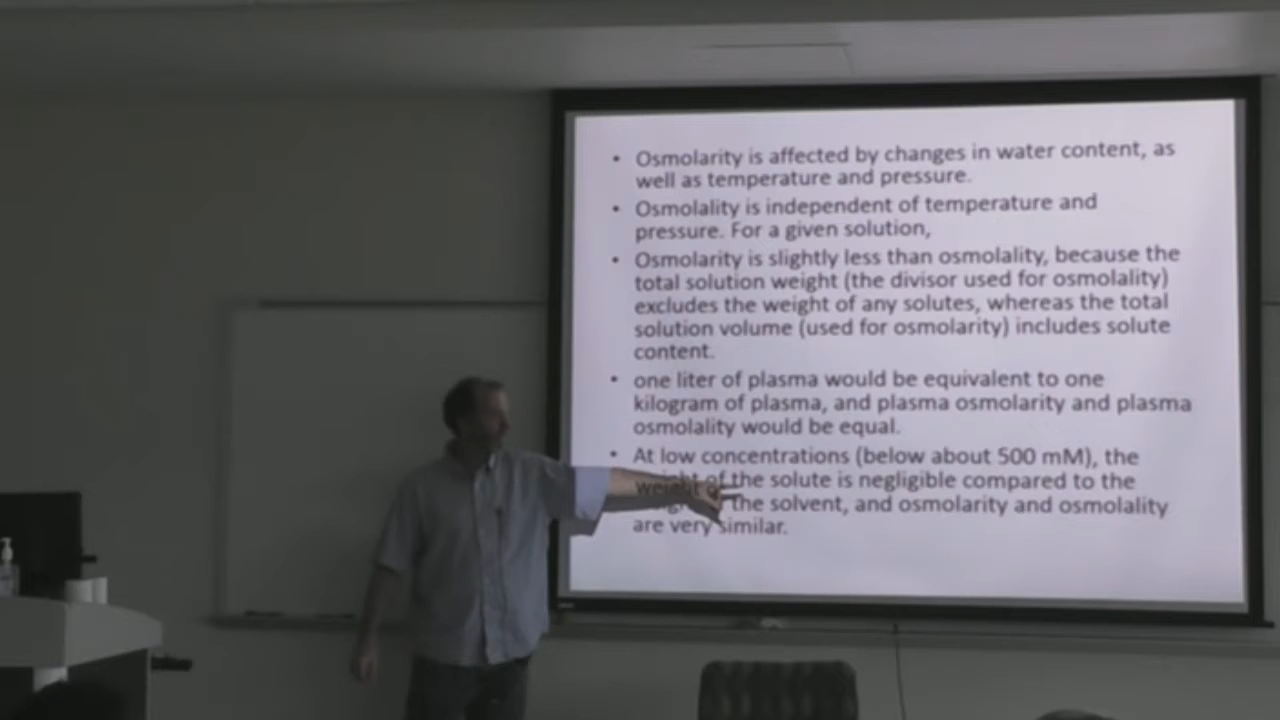 • Osmolarity is affected by changes in water content, as
well as temperature and pressure.
• Osmolality is independent of temperature and
pressure. For a given solution,
• Osmolarity is slightly less than osmolality, because the
total solution weight (the divisor used for osmolality)
excludes the weight of any solutes, whereas the total
solution volume (used for osmolarity) includes solute
content.
• one liter of plasma would be equivalent to one
kilogram of plasma, and plasma osmolarity and plasma
osmolality would be equal.
• At low concentrations (below about 500 mM), the
weight of the solute is negligible compared to the
the solvent, and osmolarity and osmolality
are very similar.